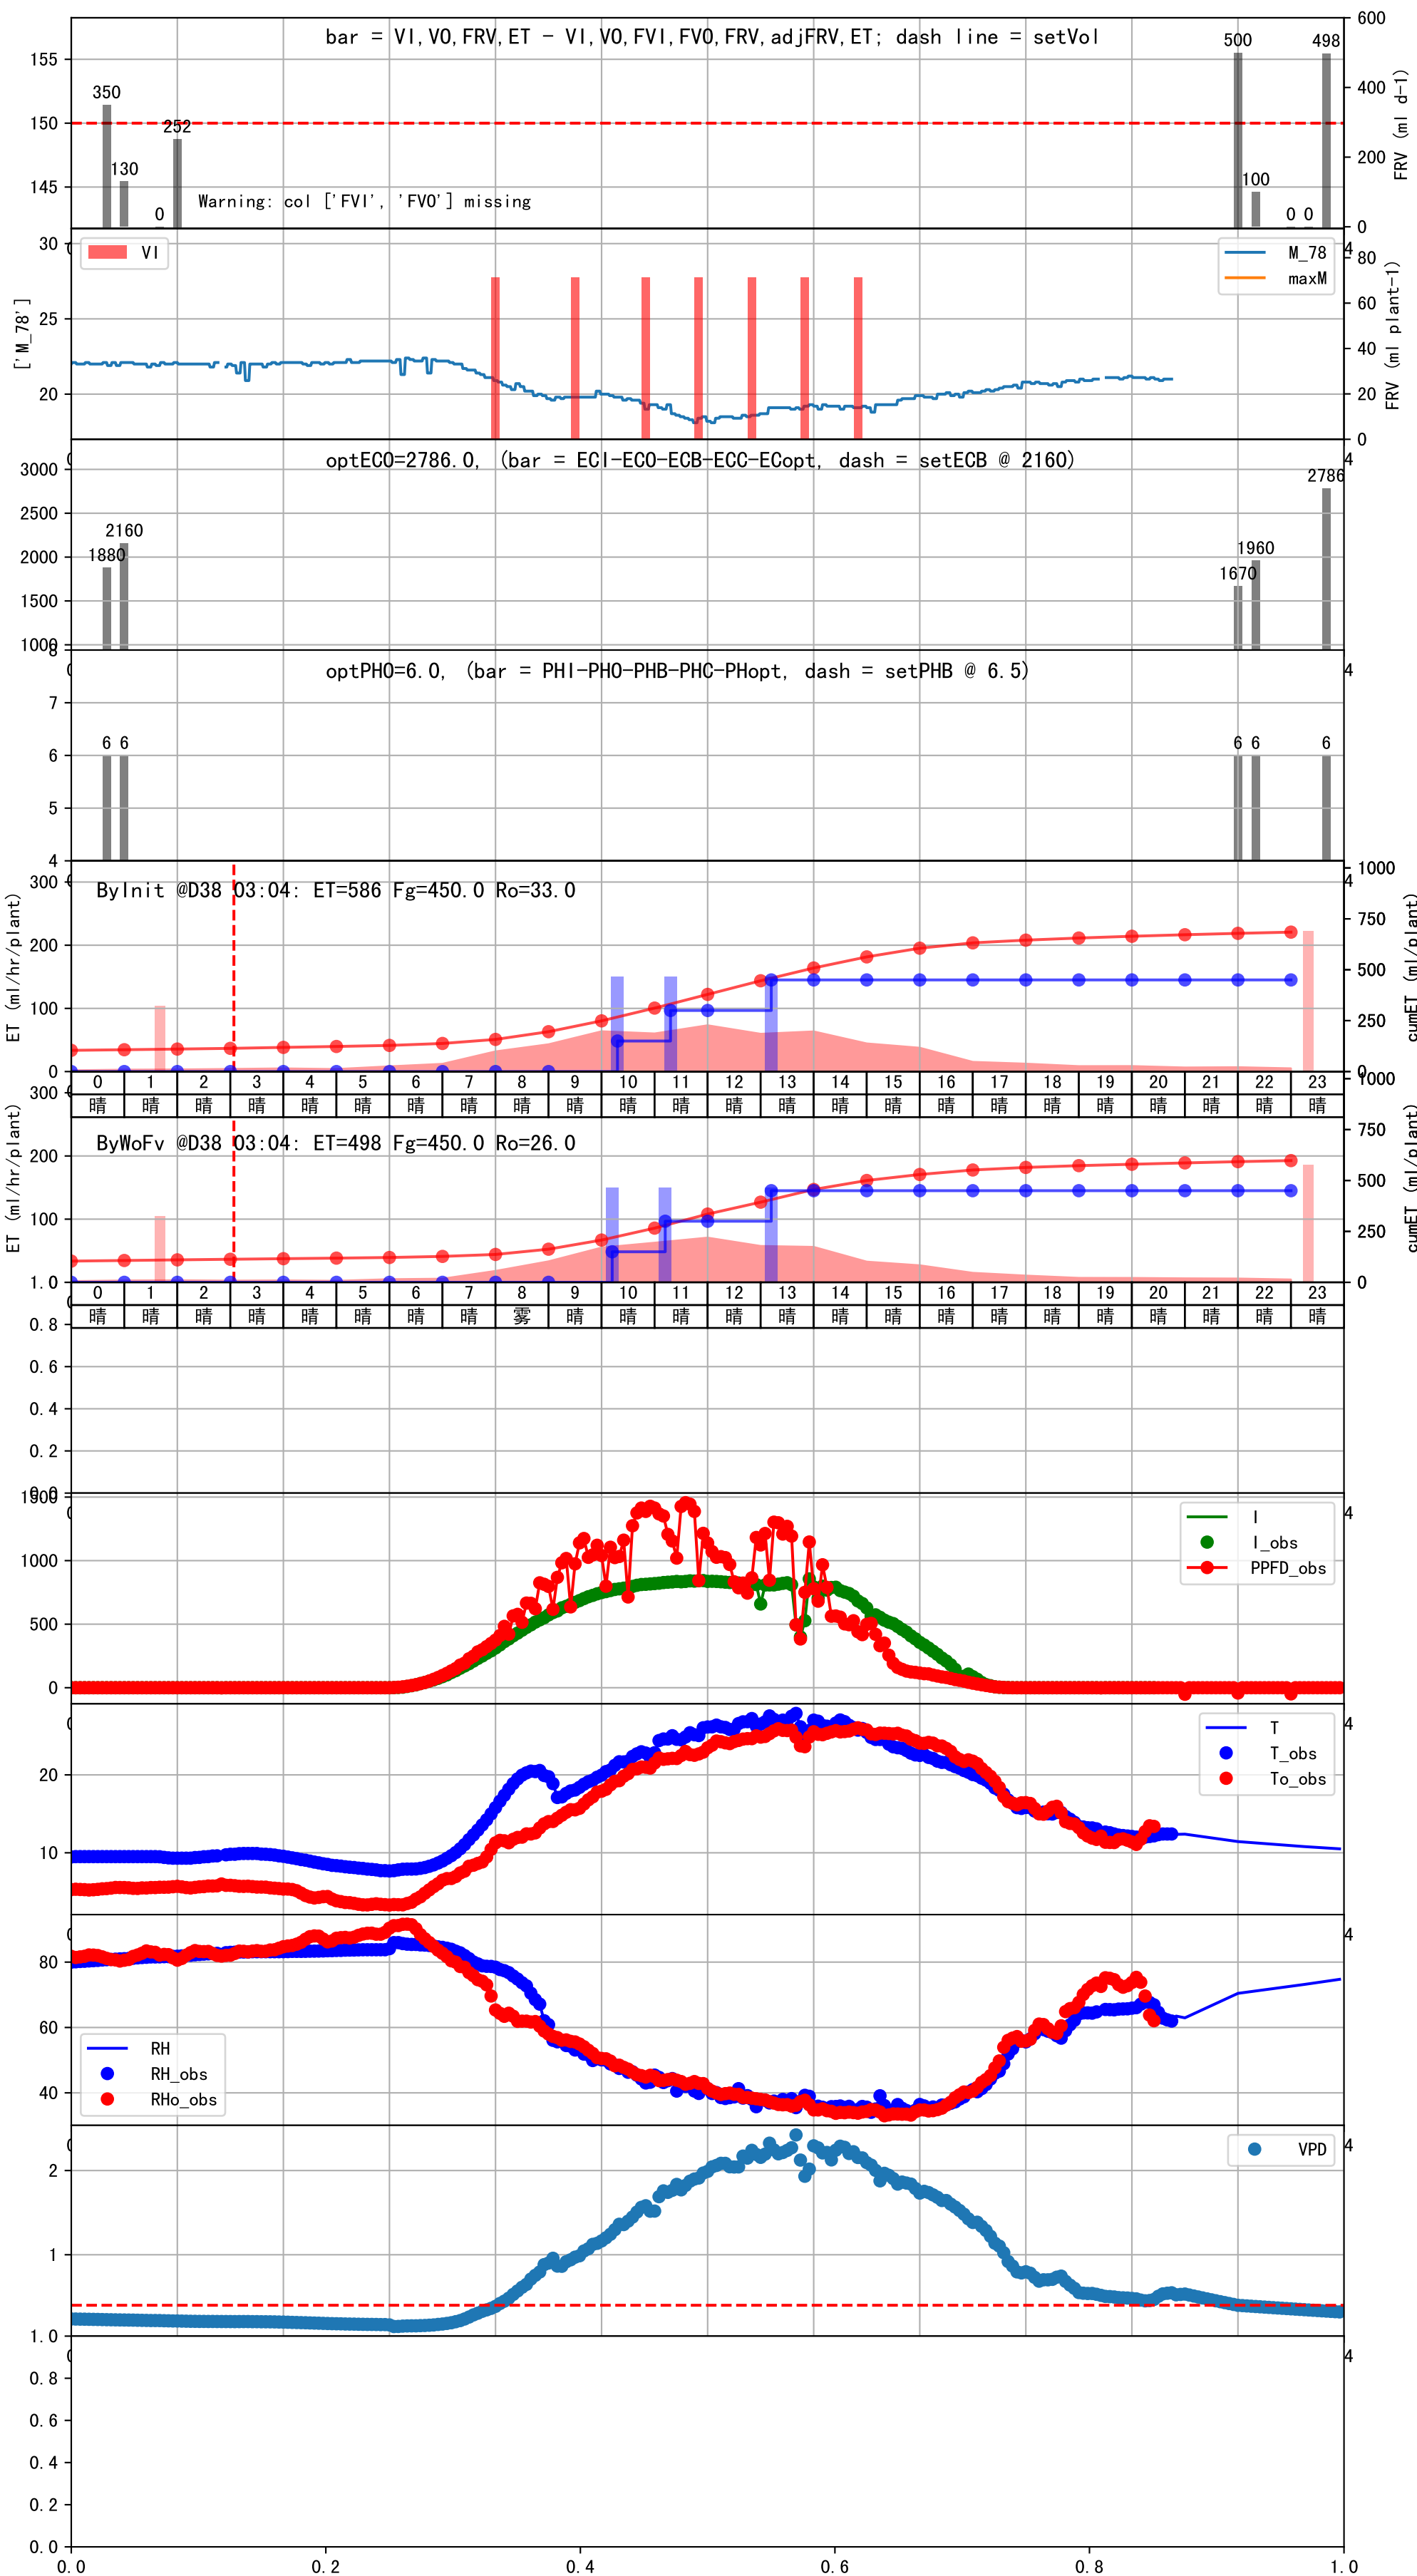 bar = VI,VO,FRV,ET - VI,VO,FVI,FVO,FRV,adjFRV,ET; dash line = setVol
155
150
145
350
130
0
252
500
100
0
0
498
Warning: col ['FVI', 'FVO'] missing
600
400
200
0
FRV (ml d-1)
VI
M_78
maxM
30
25
20
['M_78']
4
80
60
40
20
0
FRV (ml plant-1)
optECO=2786.0, (bar = ECI-ECO-ECB-ECC-ECopt, dash = setECB @ 2160)
3000
2500
2000
1500
1000
1880
2160
1670
1960
2786
4
optPHO=6.0, (bar = PHI-PHO-PHB-PHC-PHopt, dash = setPHB @ 6.5)
8
7
6
5
4
6 6
6 6
6
4
ByInit @D38 03:04: ET=586 Fg=450.0 Ro=33.0
300
200
100
0
ET (ml/hr/plant)
1000
4
750
500
250
0
cumET (ml/plant)
0 1 2 3 4 5 6 7 8 9 10 11 12 13 14 15 16 17 18 19 20 21 22 23
晴 晴 晴 晴 晴 晴 晴 晴 晴 晴 晴 晴 晴 晴 晴 晴 晴 晴 晴 晴 晴 晴 晴 晴
ByWoFv @D38 03:04: ET=498 Fg=450.0 Ro=26.0
300
200
100
ET (ml/hr/plant)
1000
750
500
250
0
cumET (ml/plant)
0 1 2 3 4 5 6 7 8 9 10 11 12 13 14 15 16 17 18 19 20 21 22 23
晴 晴 晴 晴 晴 晴 晴 晴 雾 晴 晴 晴 晴 晴 晴 晴 晴 晴 晴 晴 晴 晴 晴 晴
1.0
0.8
0.6
0.4
0.2
0.0
1500
1000
500
0
I
I_obs
PPFD_obs
4
20
10
T
T_obs
To_obs
4
80
60
40
RH
RH_obs
RHo_obs
4
2
1
VPD
4
1.0
0.8
0.6
0.4
0.2
0.0
4
0.0 0.2 0.4 0.6 0.8 1.0